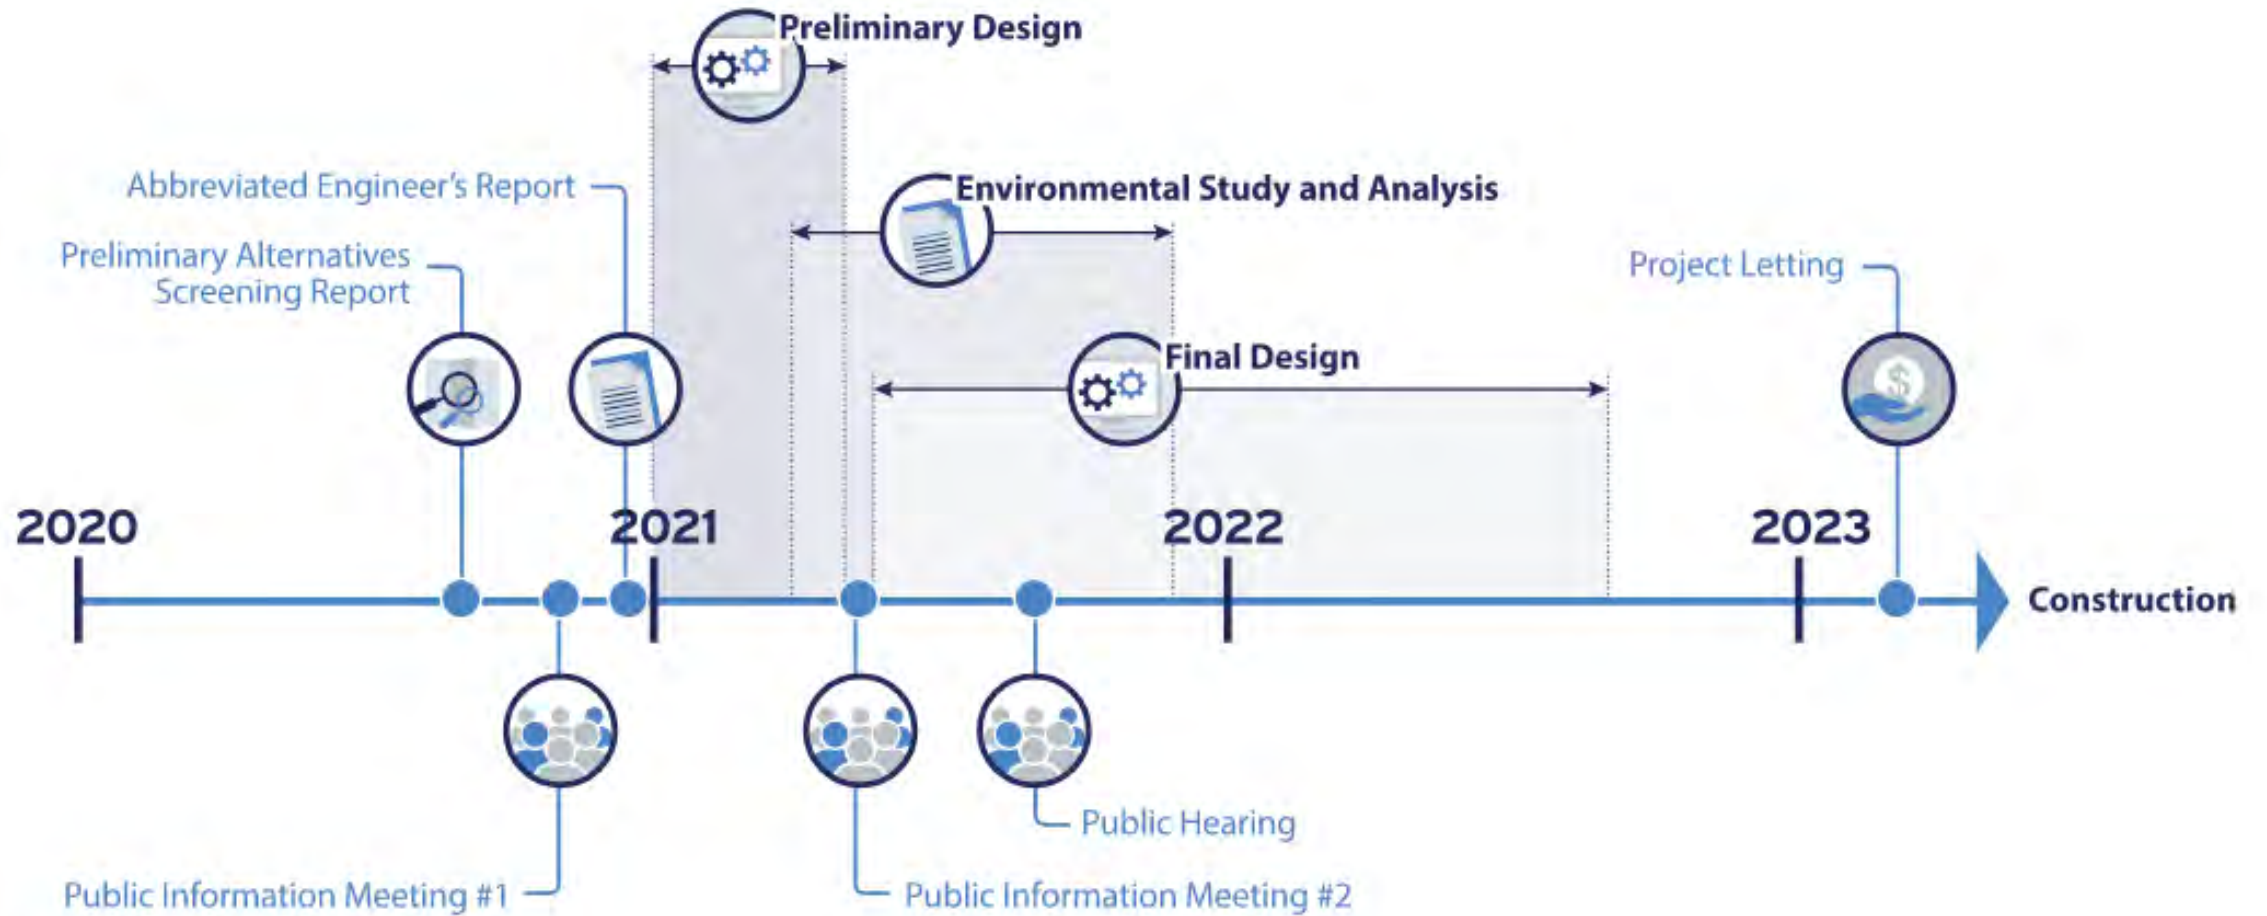 Preliminary Design
Abbreviated Engineer's Report
Environmental Study and Analysis
Preliminary Alternatives
Screening Report
Project Letting
Final Design
$
2020
2021
2022
2023
Construction
Public Hearing
Public Information Meeting #1
Public Information Meeting #2